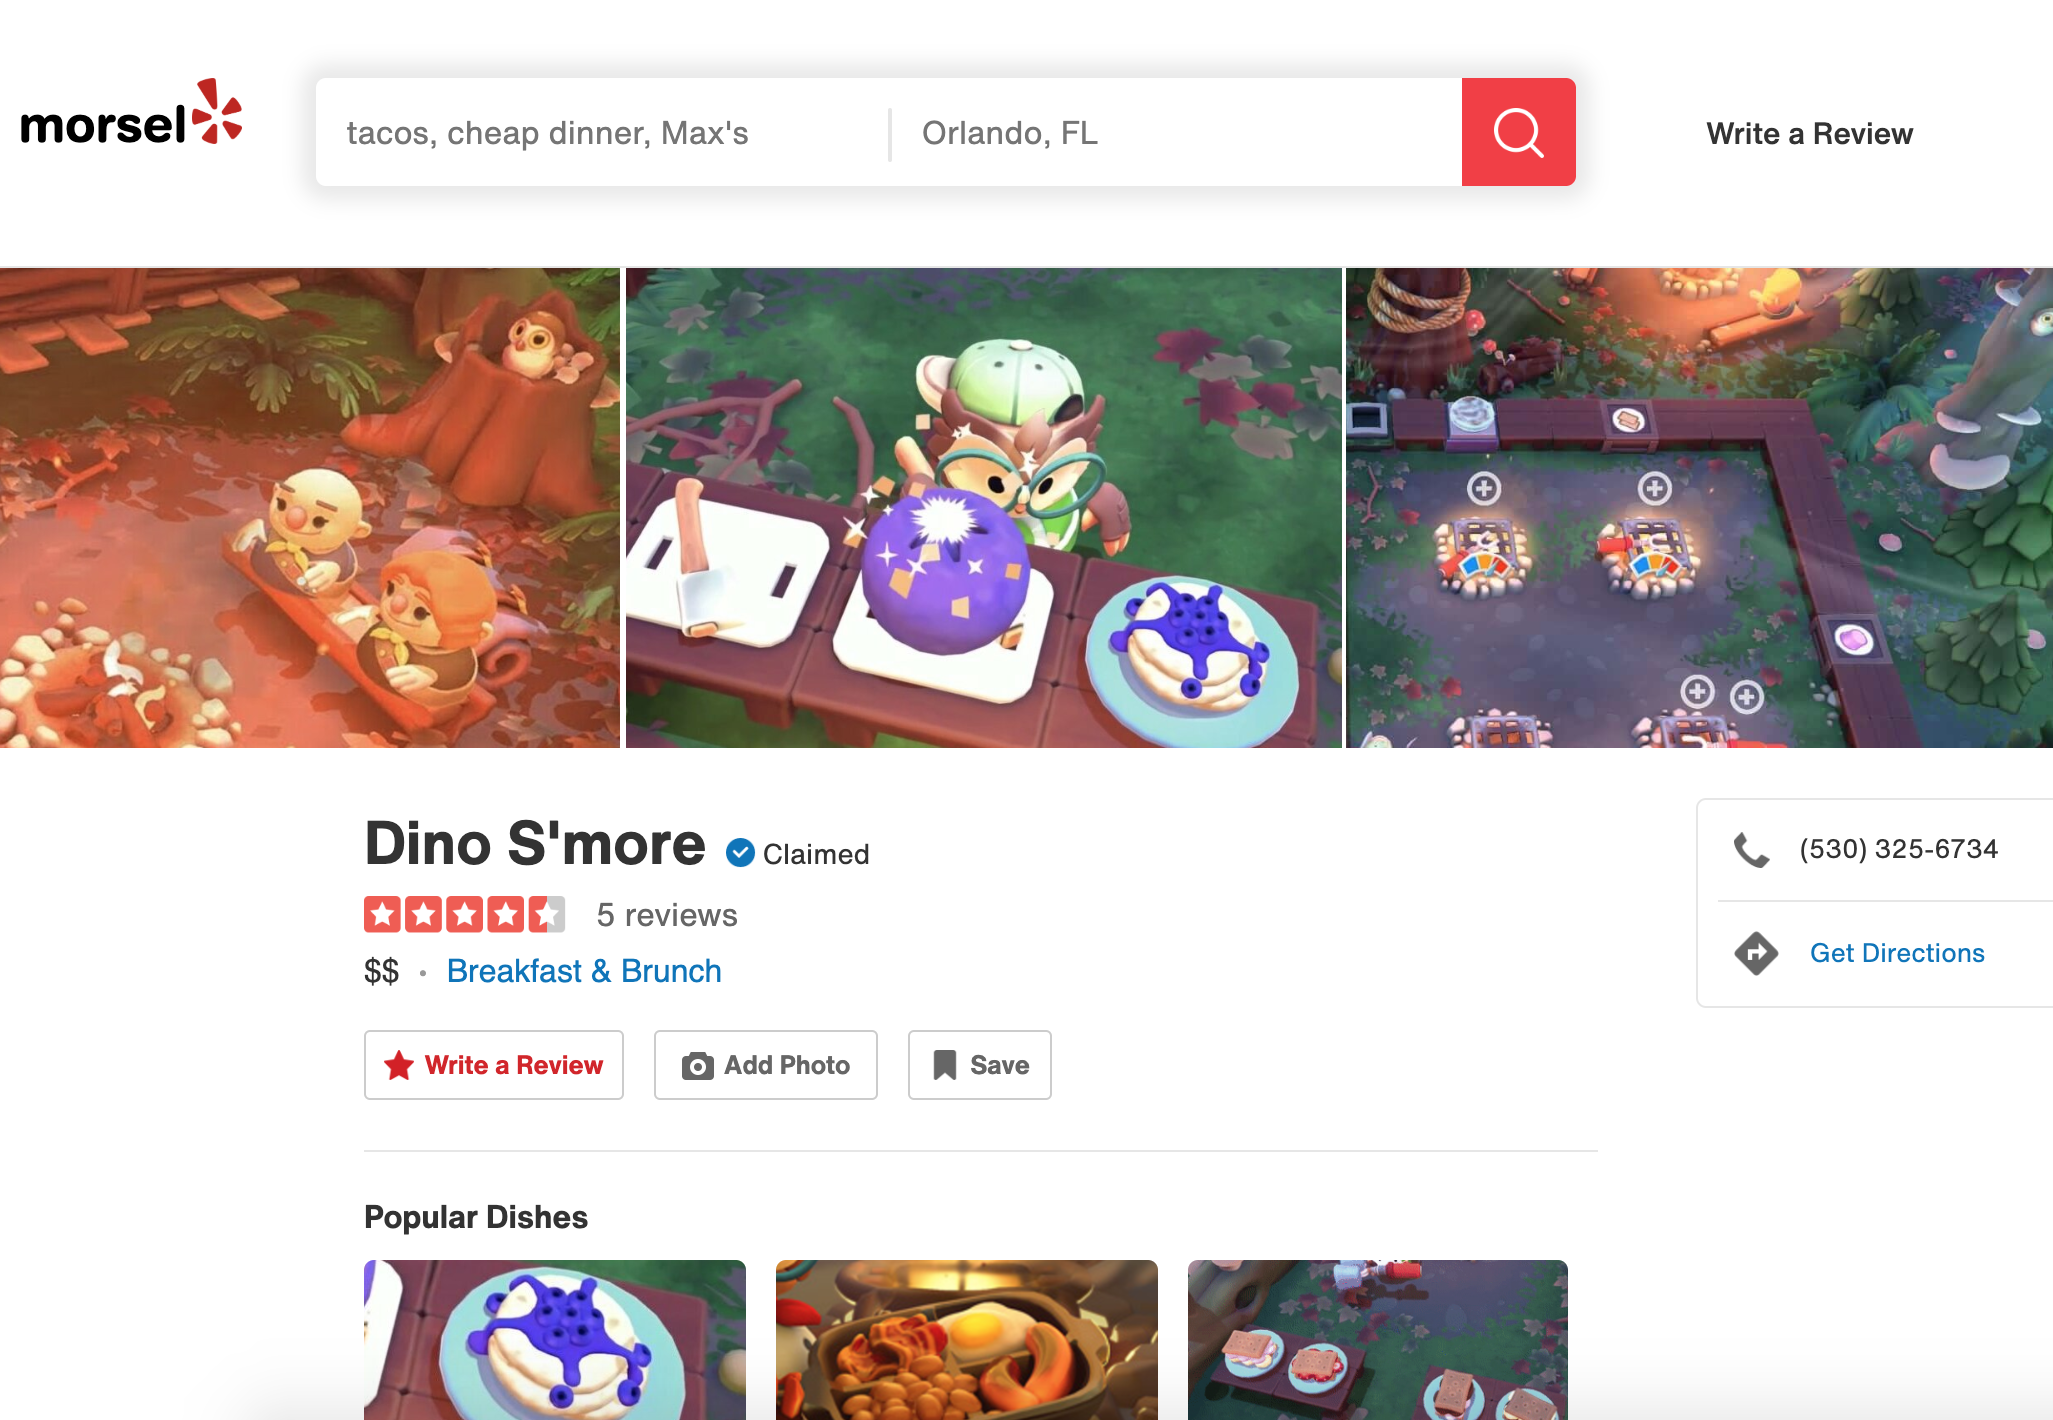 morsel
tacos, cheap dinner, Max's
Orlando, FL
Write a Review
Dino S'more
Claimed
5 reviews
$$ · Breakfast & Brunch
Write a Review
Add Photo
Save
(530) 325-6734
Get Directions
Popular Dishes